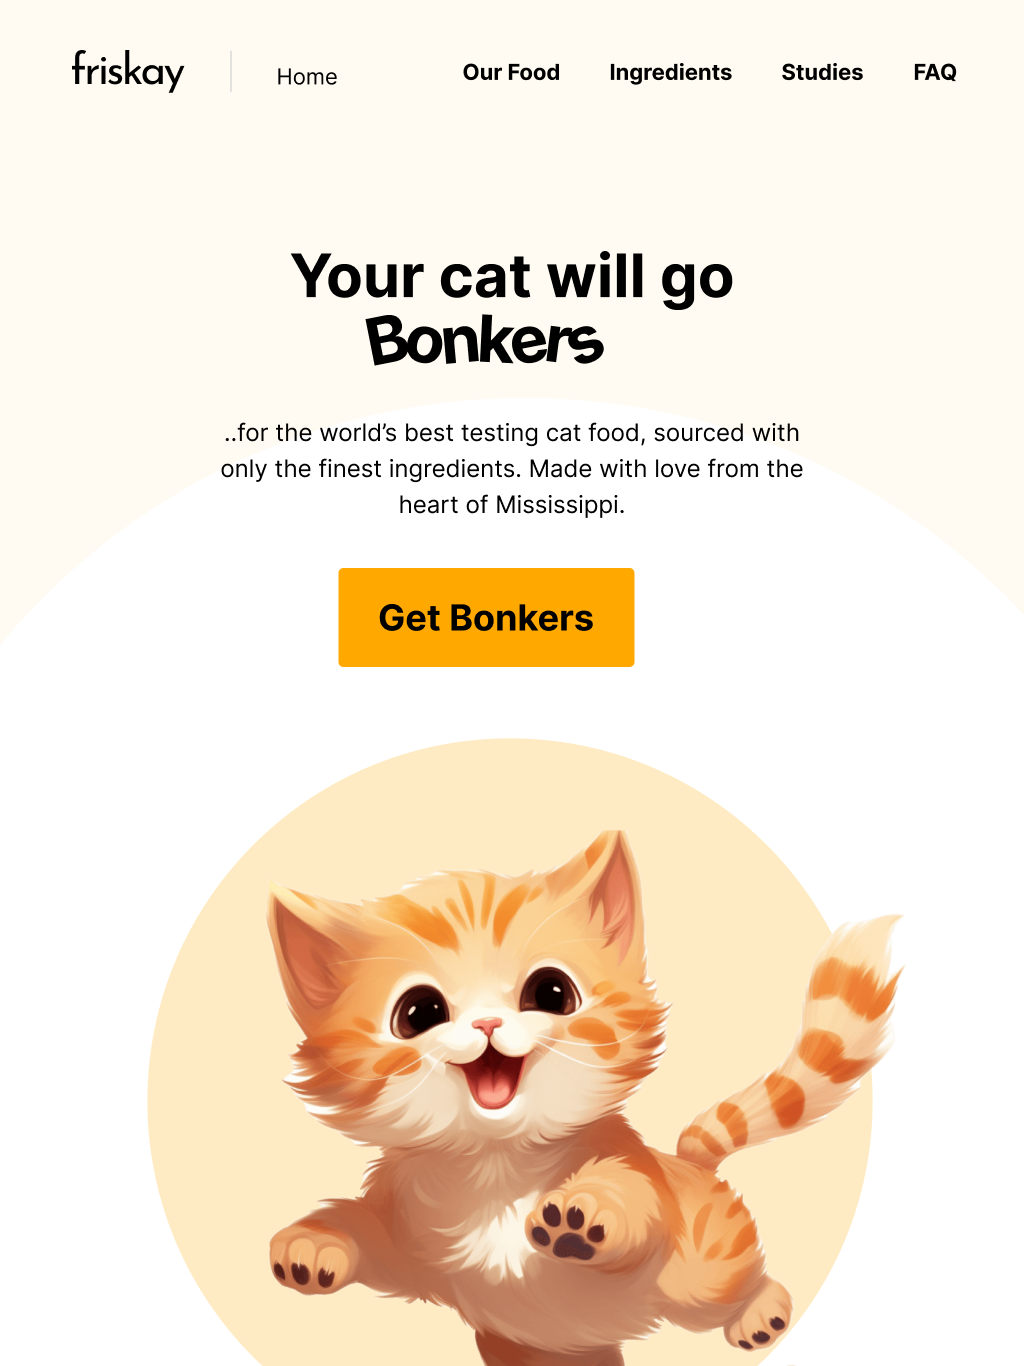 friskay
Home
Our Food
Ingredients
Studies
FAQ
Your cat will go
Bonkers
..for the world’s best testing cat food, sourced with
only the finest ingredients. Made with love from the
heart of Mississippi.
Get Bonkers